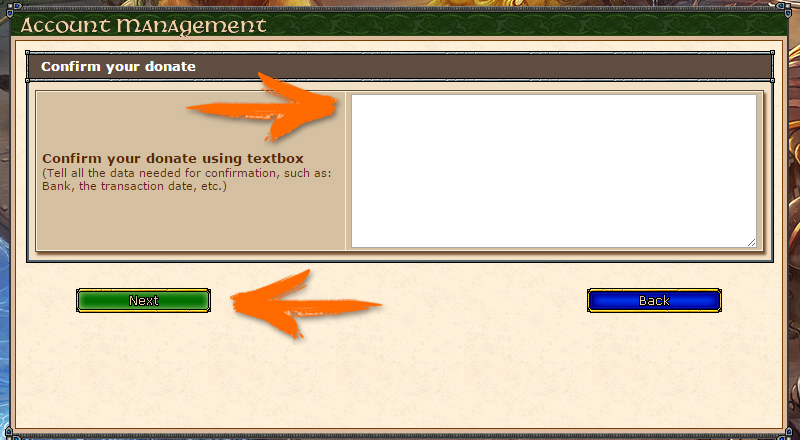 Account Management
Confirm your donate
Confirm your donate using textbox
(Tell all the data needed for confirmation, such as:
Bank, the transaction date, etc.)
Next
Back